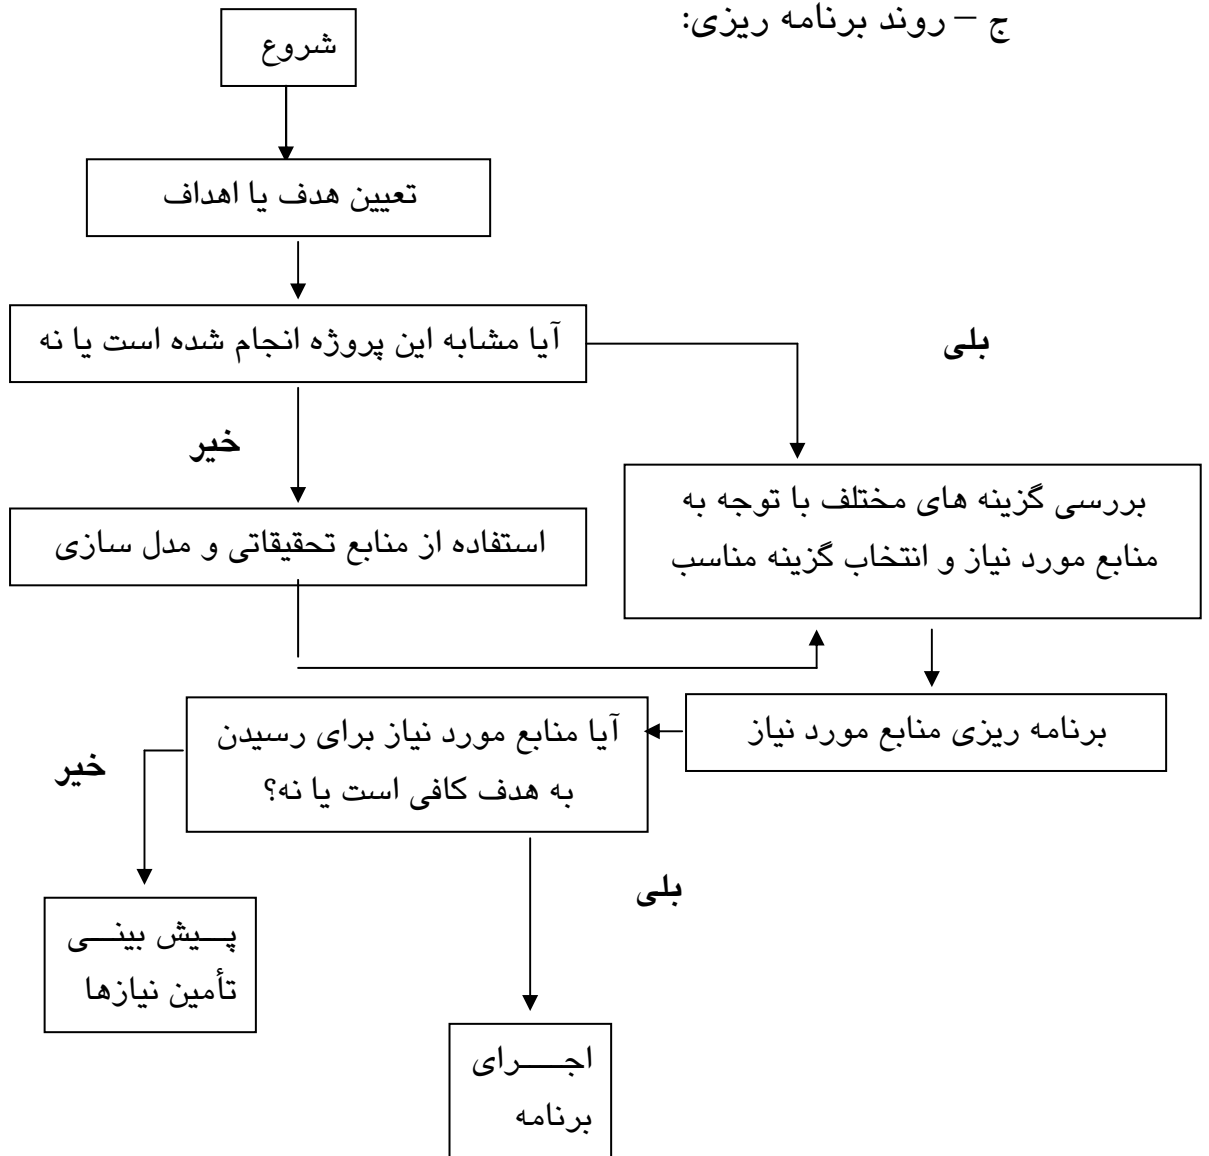 ج – روند برنامه ریزی:
شروع
تعیین هدف یا اهداف
آیا مشابه این پروژه انجام شده است یا نه
بلی
خیر
بررسی گزینه های مختلف با توجه به
منابع مورد نیاز و انتخاب گزینه مناسب
استفاده از منابع تحقیقاتی و مدل سازی
برنامه ریزی منابع مورد نیاز
آیا منابع مورد نیاز برای رسیدن
به هدف کافی است یا نه؟
خیر
بلی
پـــیش بینـــی
تأمین نیازها
اجـــــرای
برنامه